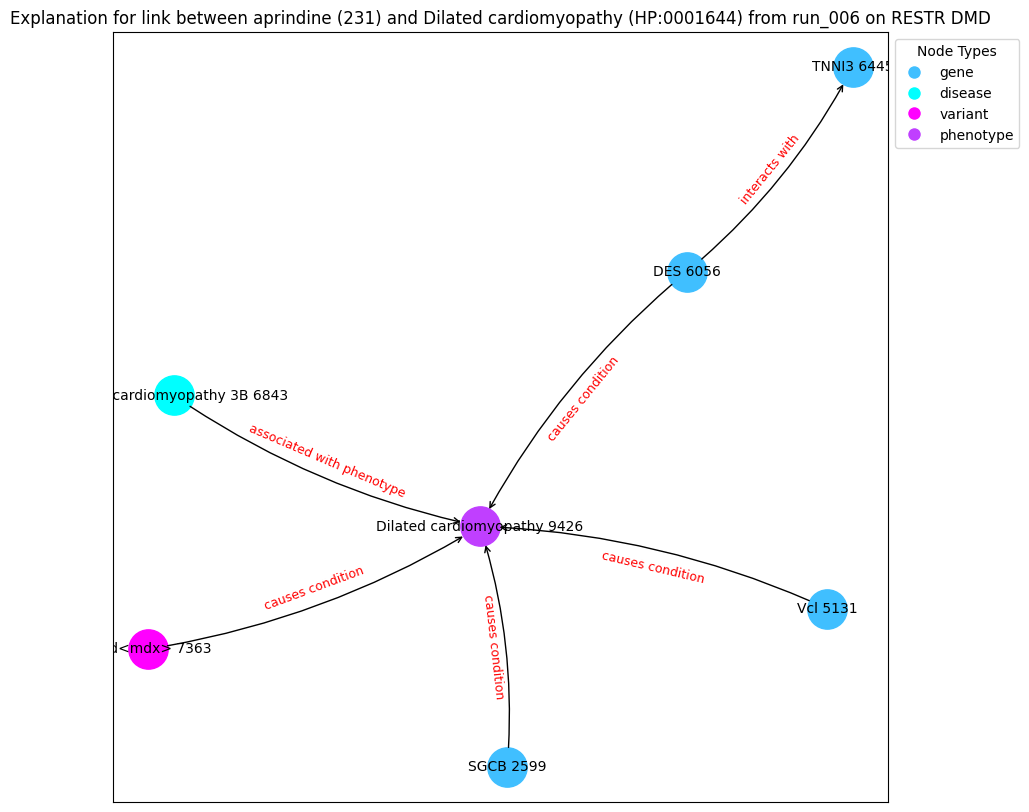 Explanation for link between aprindine (231) and Dilated cardiomyopathy (HP:0001644) from run_006 on RESTR DMD
Node Types
gene
disease
variant
phenotype
TNNI3 6445
interacts with
DES 6056
causes condition
cardiomyopathy 3B 6843
associated with phenotype
Dilated cardiomyopathy 9426
causes condition
causes condition
Vcl 5131
d<mdx> 7363
causes condition
SGCB 2599